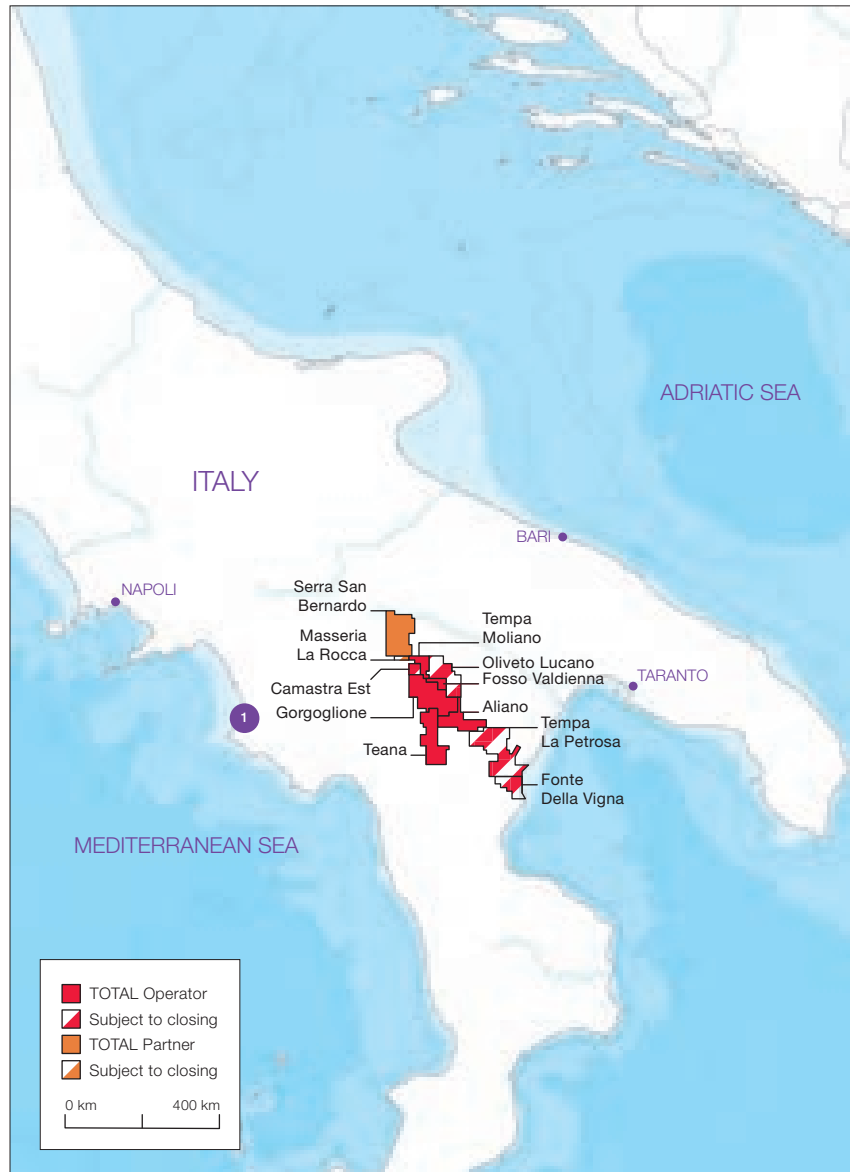 ADRIATIC SEA
ITALY
BARI
NAPOLI
Serra San
Bernardo
Tempa
Moliano
Masseria
La Rocca
Oliveto Lucano
Fosso Valdienna
TARANTO
Camastra Est
Aliano
Gorgoglione
1
Tempa
La Petrosa
Teana
Fonte
Della Vigna
MEDITERRANEAN SEA
TOTAL Operator
Subject to closing
TOTAL Partner
Subject to closing
0 km 400 km